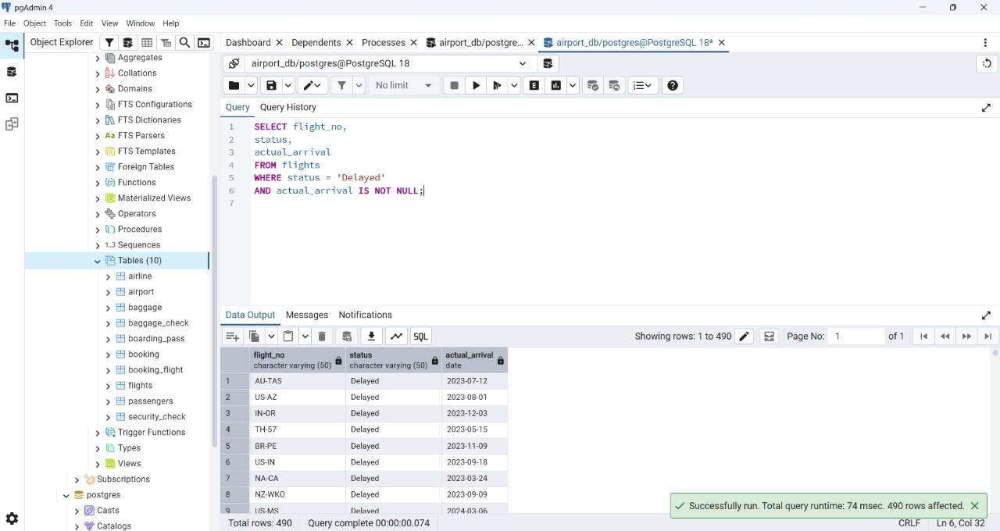 pgAdmin 4
File Object Tools Edit View Window Help
Object Explorer
Dashboard Dependents Processes airport_db/postgre... airport_db/postgres@PostgreSQL 18*
Aggregates
Collations
Domains
FTS Configurations
FTS Dictionaries
Aa FTS Parsers
FTS Templates
Foreign Tables
Functions
Materialized Views
Operators
Procedures
1..3 Sequences
Tables (10)
airline
airport
baggage
baggage_check
boarding_pass
booking
booking_flight
flights
passengers
security_check
Trigger Functions
Types
Views
Subscriptions
postgres
Casts
Catalogs
airport_db/postgres@PostgreSQL 18
No limit
E
Query Query History
1 SELECT flight_no,
2 status,
3 actual_arrival
4 FROM flights
5 WHERE status = 'Delayed'
6 AND actual_arrival IS NOT NULL;
7
Data Output Messages Notifications
SQL
Showing rows: 1 to 490
Page No: 1 of 1
flight_no status actual_arrival
character varying (50) character varying (50) date
1 AU-TAS Delayed 2023-07-12
2 US-AZ Delayed 2023-08-01
3 IN-OR Delayed 2023-12-03
4 TH-57 Delayed 2023-05-15
5 BR-PE Delayed 2023-11-09
6 US-IN Delayed 2023-09-18
7 NA-CA Delayed 2023-03-24
8 NZ-WKO Delayed 2023-09-09
9 US-MS Delayed 2024-03-06
Successfully run. Total query runtime: 74 msec. 490 rows affected.
Total rows: 490 Query complete 00:00:00.074 CRLF Ln 6, Col 32